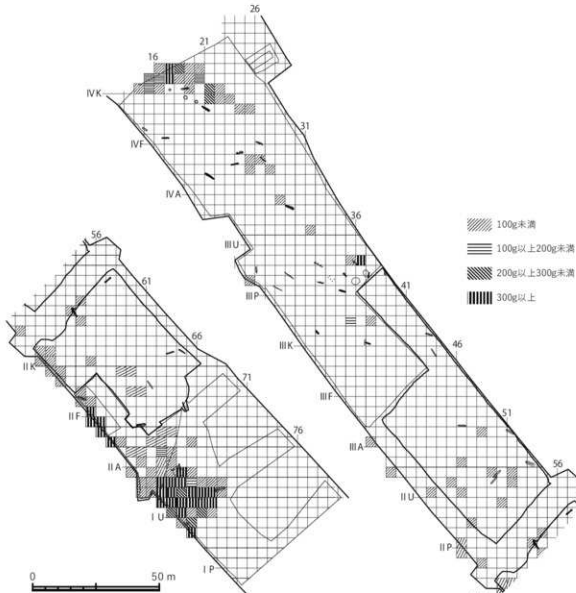 26
21
16
ⅣK
31
ⅣF
ⅣA
36
100g未満
100g以上200g未満
200g以上300g未満
300g以上
ⅢU
ⅢP
41
56
61
ⅢK
46
66
ⅡK
ⅢF
71
51
ⅡF
ⅢA
76
ⅡA
56
ⅡU
ⅠU
ⅡP
ⅠP
0 50 m